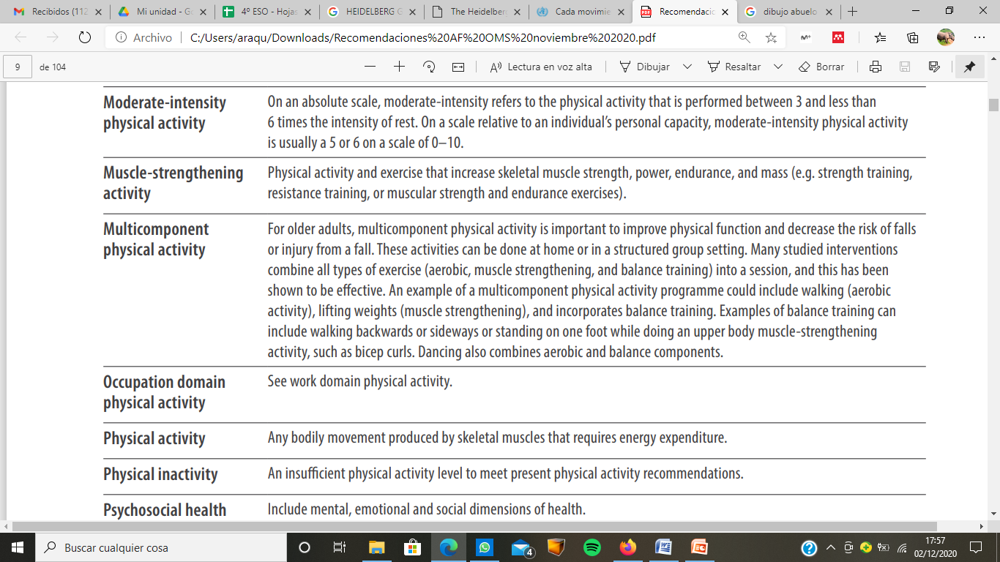 Recibidos (112
Mi unidad - Go
4º ESO - Hojas
HEIDELBERG G
The Heidelber
Cada movimie
Recomendacio
dibujo abuelo
Archivo
C:/Users/araqu/Downloads/Recomendaciones%20AF%20OMS%20noviembre%202020.pdf
9 de 104
Lectura en voz alta
Dibujar
Resaltar
Borrar
Moderate-intensity
physical activity
On an absolute scale, moderate-intensity refers to the physical activity that is performed between 3 and less than
6 times the intensity of rest. On a scale relative to an individual’s personal capacity, moderate-intensity physical activity
is usually a 5 or 6 on a scale of 0–10.
Muscle-strengthening
activity
Physical activity and exercise that increase skeletal muscle strength, power, endurance, and mass (e.g. strength training,
resistance training, or muscular strength and endurance exercises).
Multicomponent
physical activity
For older adults, multicomponent physical activity is important to improve physical function and decrease the risk of falls
or injury from a fall. These activities can be done at home or in a structured group setting. Many studied interventions
combine all types of exercise (aerobic, muscle strengthening, and balance training) into a session, and this has been
shown to be effective. An example of a multicomponent physical activity programme could include walking (aerobic
activity), lifting weights (muscle strengthening), and incorporates balance training. Examples of balance training can
include walking backwards or sideways or standing on one foot while doing an upper body muscle-strengthening
activity, such as bicep curls. Dancing also combines aerobic and balance components.
Occupation domain
physical activity
See work domain physical activity.
Physical activity
Any bodily movement produced by skeletal muscles that requires energy expenditure.
Physical inactivity
An insufficient physical activity level to meet present physical activity recommendations.
Psychosocial health
Include mental, emotional and social dimensions of health.
Buscar cualquier cosa
4
17:57
02/12/2020